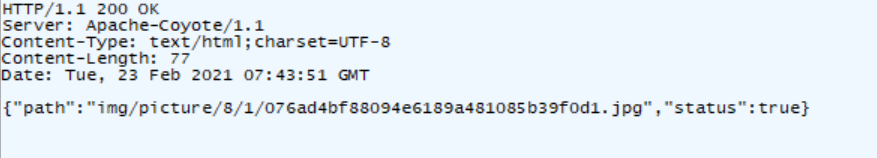 HTTP/1.1 200 OK
Server: Apache-Coyote/1.1
Content-Type: text/html;charset=UTF-8
Content-Length: 77
Date: Tue, 23 Feb 2021 07:43:51 GMT
{"path":"img/picture/8/1/076ad4bf88094e6189a481085b39f0d1.jpg","status":true}